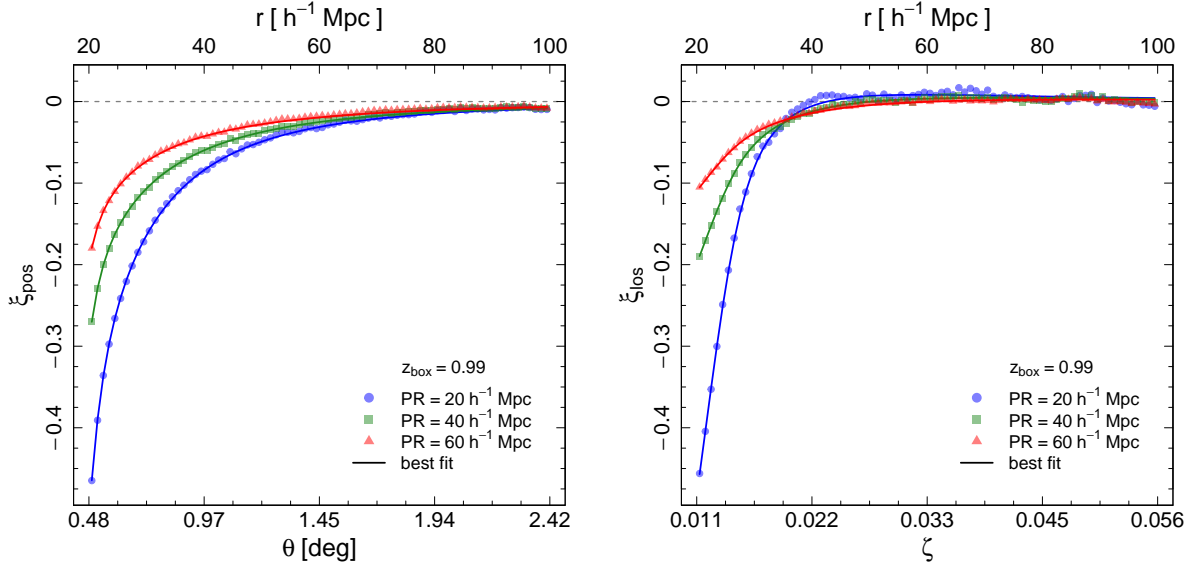 r [ h⁻¹ Mpc]
20 40 60 80 100
0
−0.1
−0.2
−0.3
−0.4
ξpos
z_box = 0.99
PR = 20 h⁻¹ Mpc
PR = 40 h⁻¹ Mpc
PR = 60 h⁻¹ Mpc
best fit
0.48 0.97 1.45 1.94 2.42
θ [deg]
r [ h⁻¹ Mpc]
20 40 60 80 100
0
−0.1
−0.2
−0.3
−0.4
ξlos
z_box = 0.99
PR = 20 h⁻¹ Mpc
PR = 40 h⁻¹ Mpc
PR = 60 h⁻¹ Mpc
best fit
0.011 0.022 0.033 0.045 0.056
ζ